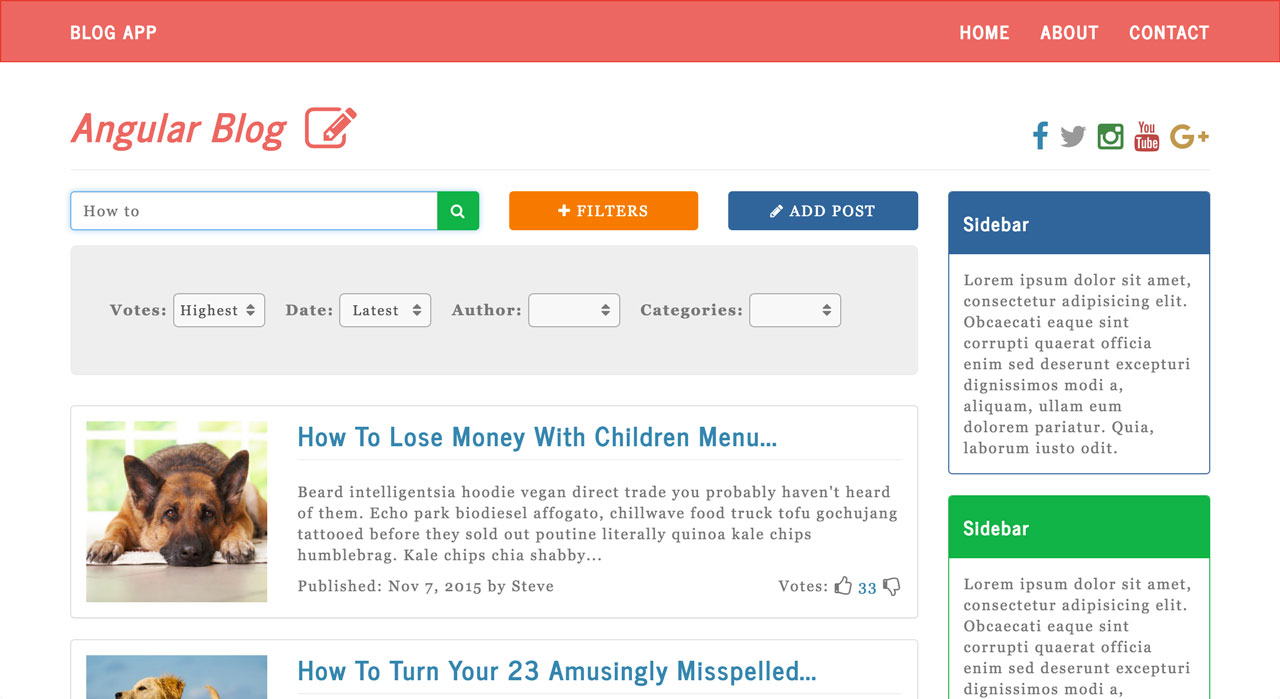 BLOG APP
HOME ABOUT CONTACT
Angular Blog
You
Tube
G+
How to
+ FILTERS
ADD POST
Votes: Highest Date: Latest Author: Categories:
How To Lose Money With Children Menu...
Beard intelligentsia hoodie vegan direct trade you probably haven't heard
of them. Echo park biodiesel affogato, chillwave food truck tofu gochujang
tattooed before they sold out poutine literally quinoa kale chips
humblebrag. Kale chips chia shabby...
Published: Nov 7, 2015 by Steve
Votes: 33
How To Turn Your 23 Amusingly Misspelled...
Sidebar
Lorem ipsum dolor sit amet,
consectetur adipisicing elit.
Obcaecati eaque sint
corrupti quaerat officia
enim sed deserunt excepturi
dignissimos modi a,
aliquam, ullam eum
dolorem pariatur. Quia,
laborum iusto odit.
Sidebar
Lorem ipsum dolor sit amet,
consectetur adipisicing elit.
Obcaecati eaque sint
corrupti quaerat officia
enim sed deserunt excepturi
dignissimos modi a,